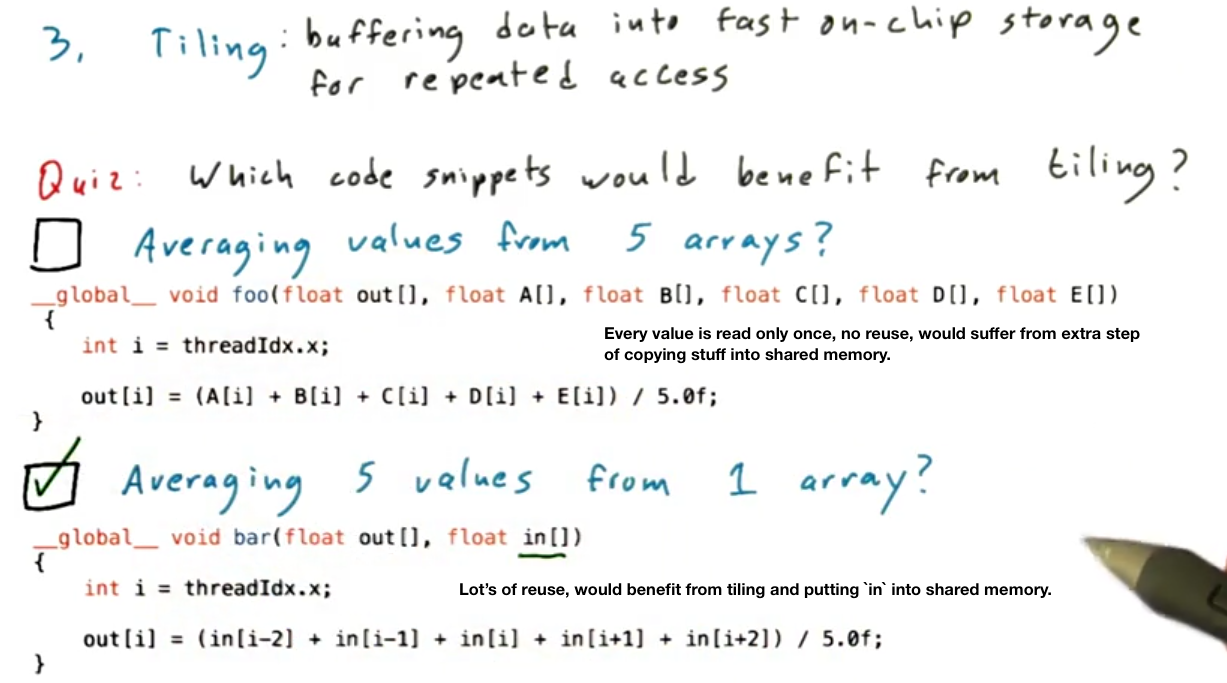 3, Tiling: buffering data into fast on-chip storage
for repeated access
Quiz: Which code snippets would benefit from tiling?
Averaging values from 5 arrays?
__global__ void foo(float out[], float A[], float B[], float C[], float D[], float E[])
{
int i = threadIdx.x;
Every value is read only once, no reuse, would suffer from extra step
of copying stuff into shared memory.
out[i] = (A[i] + B[i] + C[i] + D[i] + E[i]) / 5.0f;
}
Averaging 5 values from 1 array?
__global__ void bar(float out[], float in[])
{
int i = threadIdx.x;
Lot's of reuse, would benefit from tiling and putting `in` into shared memory.
out[i] = (in[i-2] + in[i-1] + in[i] + in[i+1] + in[i+2]) / 5.0f;
}